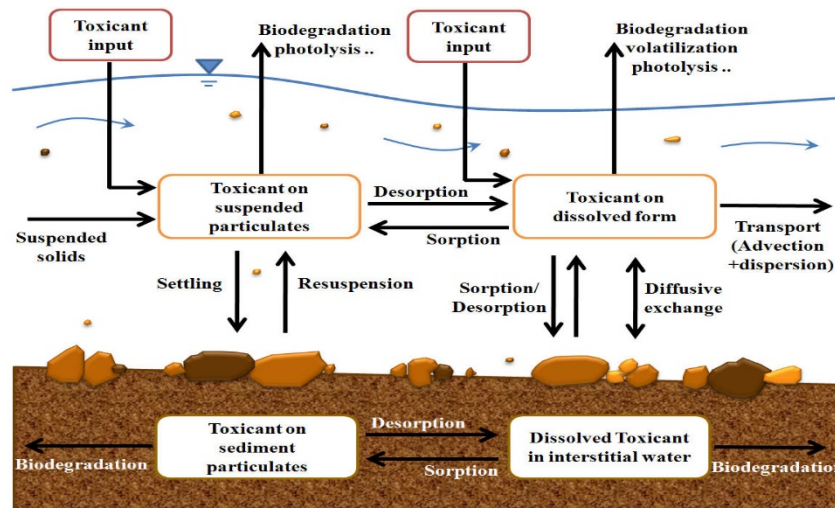 Toxicant
input
Biodegradation
photolysis ..
Toxicant
input
Biodegradation
volatilization
photolysis ..
Toxicant on
suspended
particulates
Desorption
Sorption
Toxicant on
dissolved form
Suspended
solids
Transport
(Advection
+dispersion)
Settling
Resuspension
Sorption/
Desorption
Diffusive
exchange
Biodegradation
Toxicant on
sediment
particulates
Desorption
Sorption
Dissolved Toxicant
in interstitial water
Biodegradation